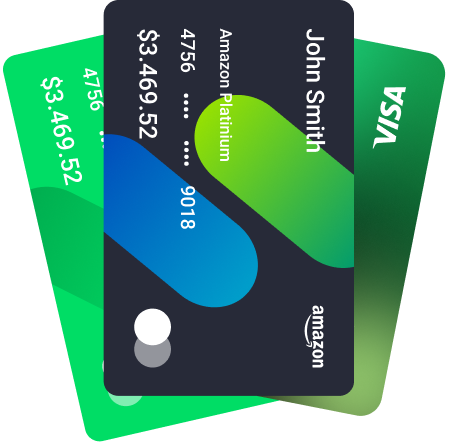 John Smith
Amazon Platinium
4756 •••• •••• 9018
$3.469.52
amazon
4756
$3.469.52
VISA